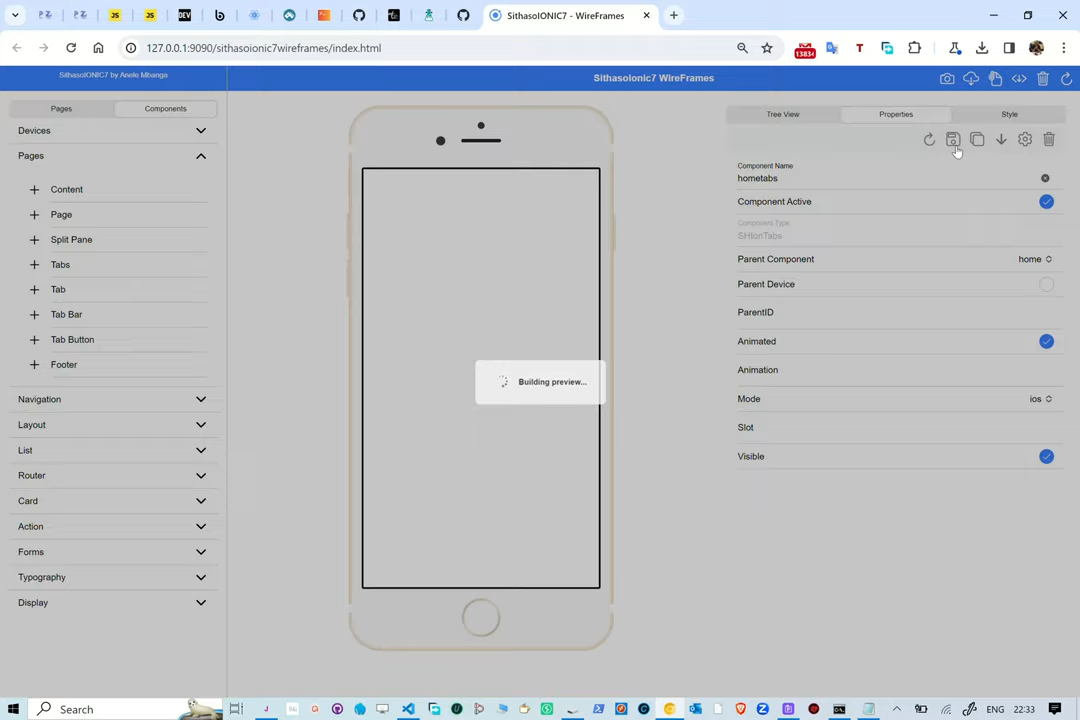 SithasoIONIC7 - WireFrames
127.0.0.1:9090/sithasoionic7wireframes/index.html
13834
SithasoIONIC7 by Anele Mbanga
SithasoIonic7 WireFrames
Pages
Components
Devices
Pages
Content
Page
Split Pane
Tabs
Tab
Tab Bar
Tab Button
Footer
Navigation
Layout
List
Router
Card
Action
Forms
Typography
Display
Building preview...
Tree View
Properties
Style
Component Name
hometabs
Component Active
Component Type
SHIonTabs
Parent Component
home
Parent Device
ParentID
Animated
Animation
Mode
ios
Slot
Visible
Search
ENG
22:33